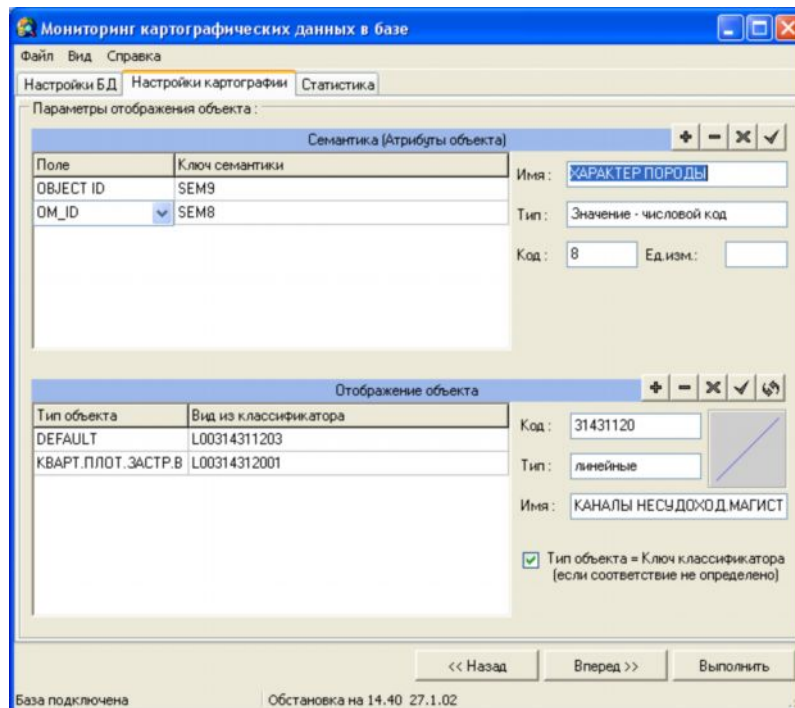 Мониторинг картографических данных в базе
Файл Вид Справка
Настройки БД Настройки картографии Статистика
Параметры отображения объекта :
Семантика (Атрибуты объекта)
Поле Ключ семантики
OBJECT ID SEM9
OM_ID SEM8
Имя : ХАРАКТЕР ПОРОДЫ
Тип : Значение - числовой код
Код : 8 Ед.изм.:
Отображение объекта
Тип объекта Вид из классификатора
DEFAULT L00314311203
КВАРТ.ПЛОТ.ЗАСТР.В L00314312001
Код : 31431120
Тип : линейные
Имя : КАНАЛЫ НЕСУДОХОД.МАГИСТ
Тип объекта = Ключ классификатора
(если соответствие не определено)
<< Назад Вперед >> Выполнить
База подключена Обстановка на 14.40 27.1.02